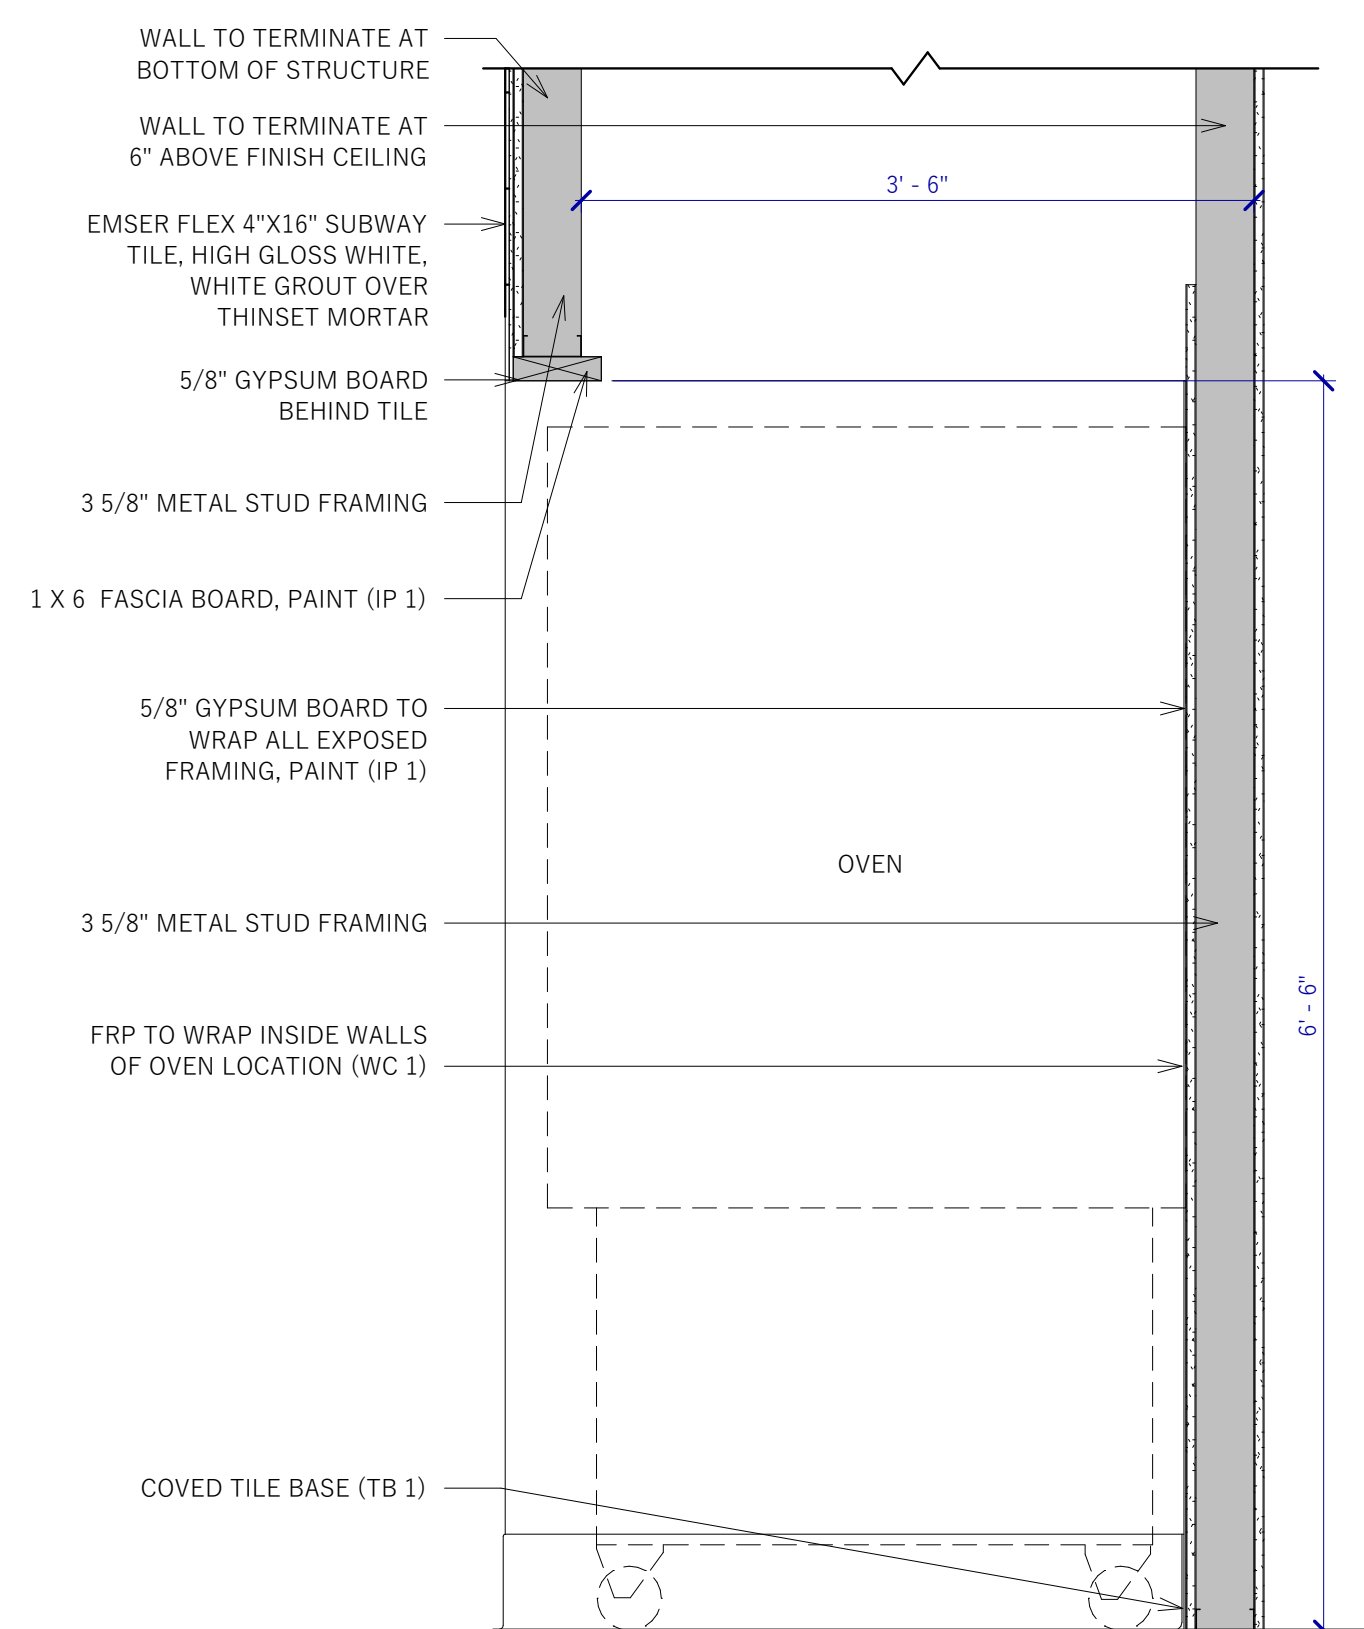 WALL TO TERMINATE AT
BOTTOM OF STRUCTURE
WALL TO TERMINATE AT
6" ABOVE FINISH CEILING
3' - 6"
EMSER FLEX 4"X16" SUBWAY
TILE, HIGH GLOSS WHITE,
WHITE GROUT OVER
THINSET MORTAR
5/8" GYPSUM BOARD
BEHIND TILE
3 5/8" METAL STUD FRAMING
1 X 6 FASCIA BOARD, PAINT (IP 1)
5/8" GYPSUM BOARD TO
WRAP ALL EXPOSED
FRAMING, PAINT (IP 1)
OVEN
3 5/8" METAL STUD FRAMING
6' - 6"
FRP TO WRAP INSIDE WALLS
OF OVEN LOCATION (WC 1)
COVED TILE BASE (TB 1)